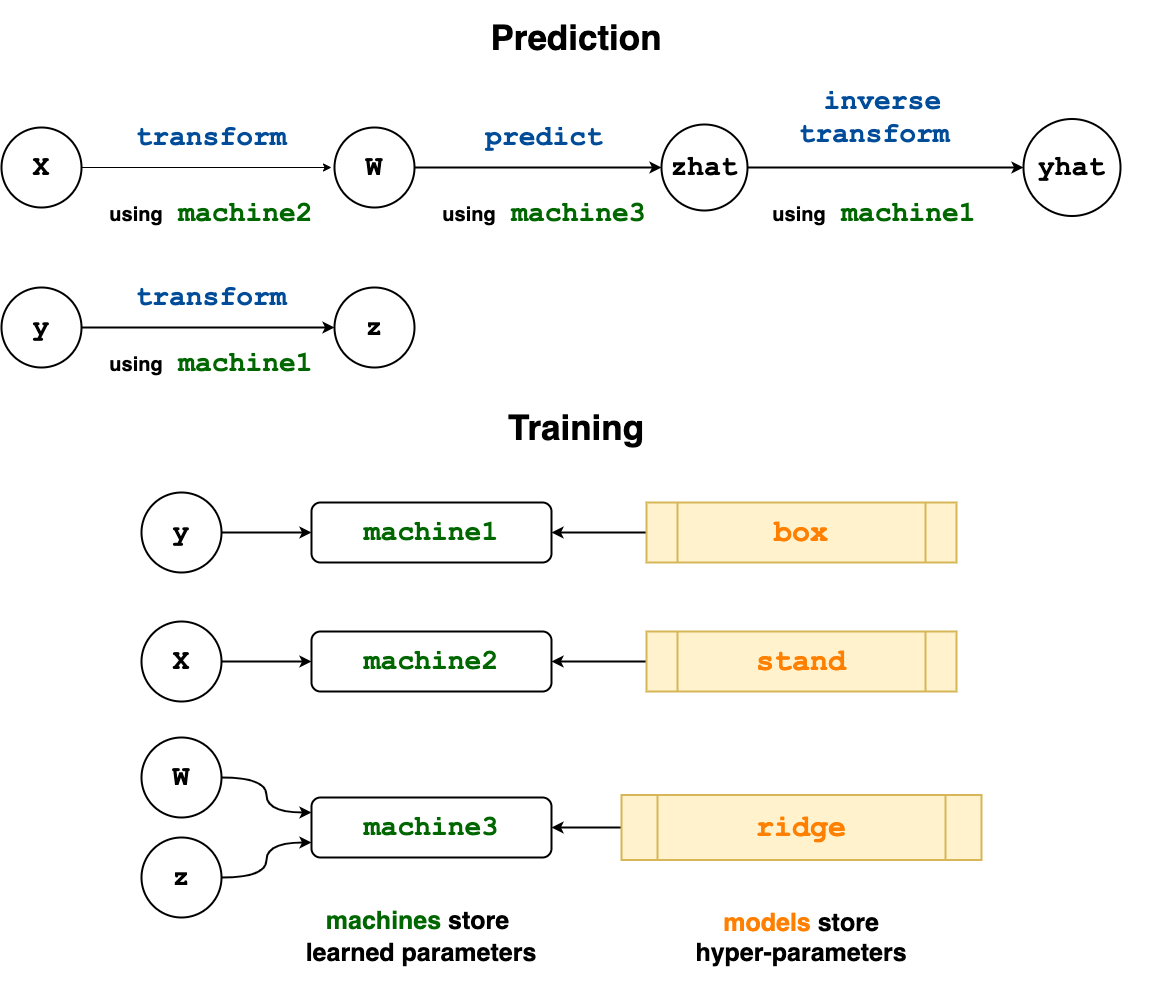 Prediction
X
transform
using machine2
W
predict
using machine3
zhat
inverse
transform
using machine1
yhat
y
transform
using machine1
z
Training
y
machine1
box
X
machine2
stand
W
z
machine3
ridge
machines store
learned parameters
models store
hyper-parameters